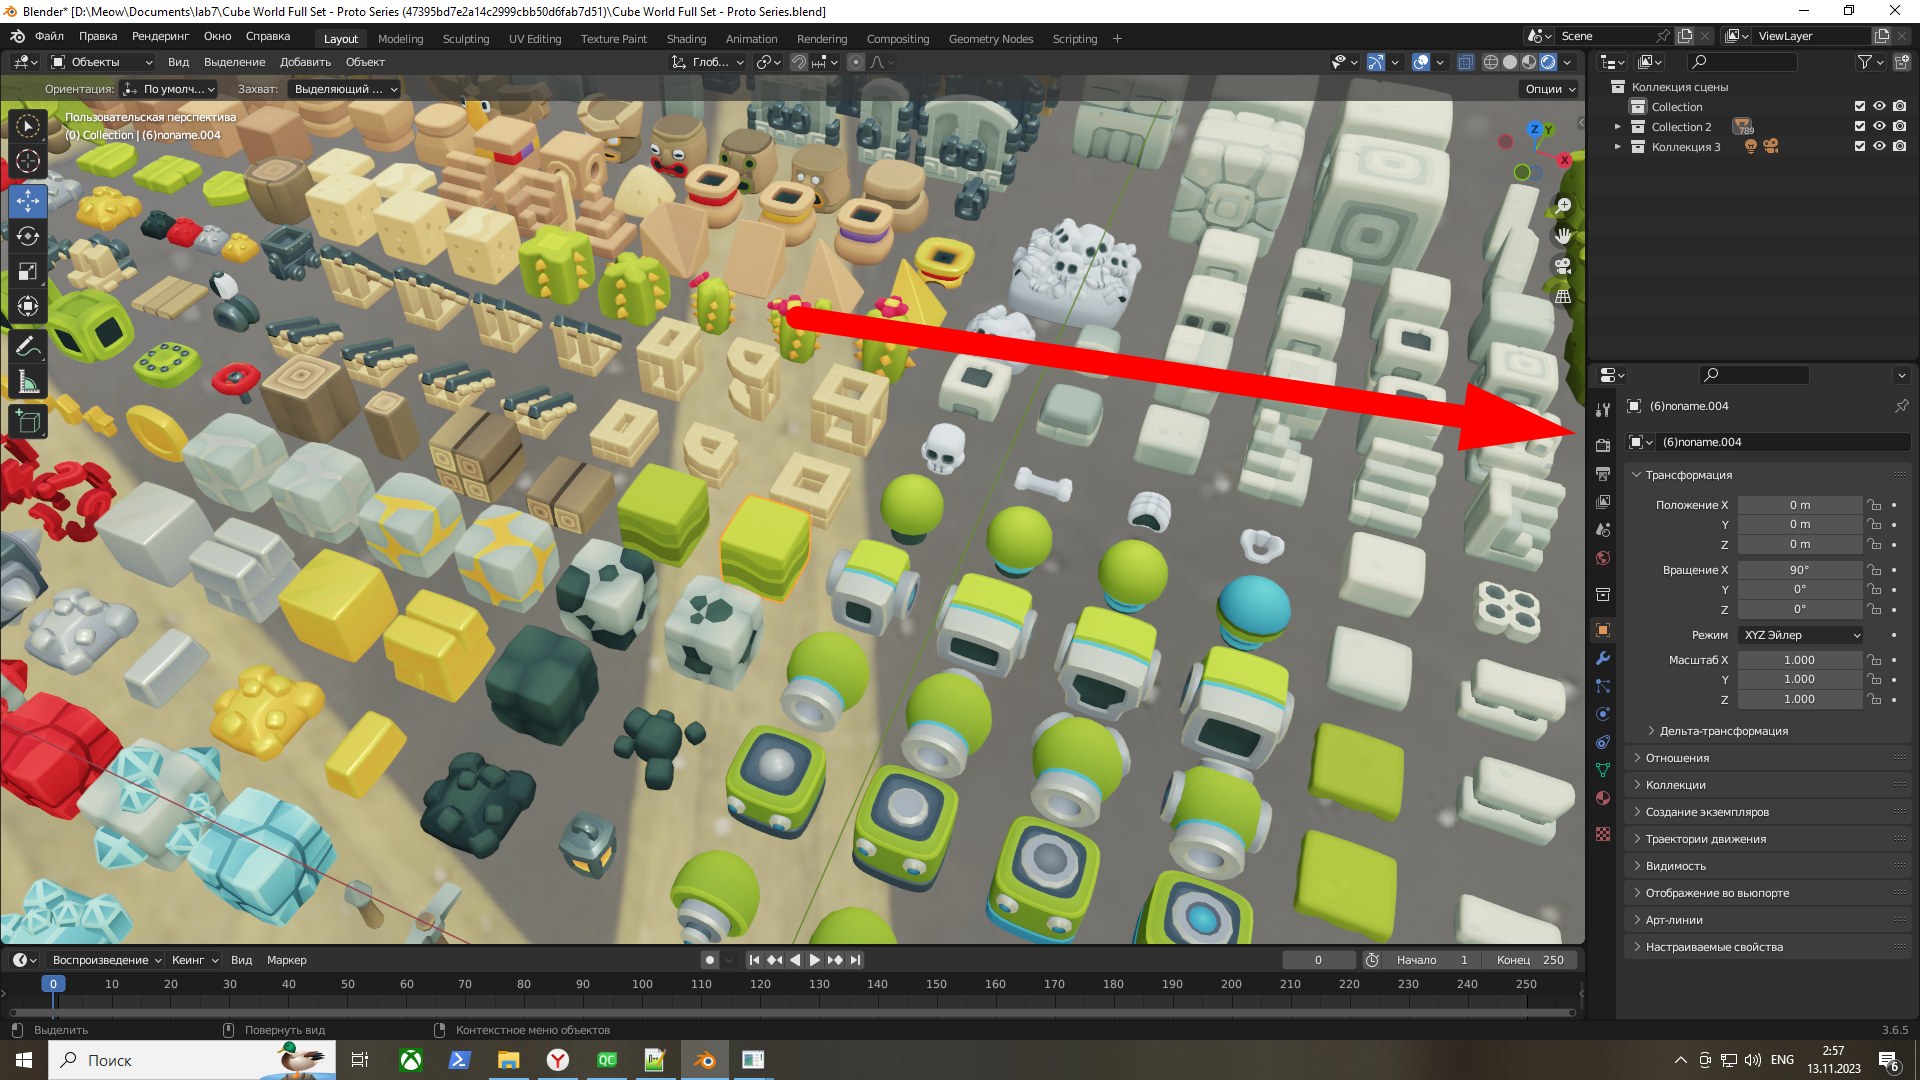 Blender* [D:\Meow\Documents\lab7\Cube World Full Set - Proto Series (47395bd7e2a14c2999cbb50d6fab7d51)\Cube World Full Set - Proto Series.blend]
Файл Правка Рендеринг Окно Справка Layout Modeling Sculpting UV Editing Texture Paint Shading Animation Rendering Compositing Geometry Nodes Scripting + Scene ViewLayer
Объекты Вид Выделение Добавить Объект Глоб...
Ориентация: По умолч... Захват: Выделяющий ... Опции
Пользовательская перспектива
(0) Collection | (6)noname.004
Z Y
X
Коллекция сцены
Collection
Collection 2 789
Коллекция 3
(6)noname.004
(6)noname.004
Трансформация
Положение X 0 m
Y 0 m
Z 0 m
Вращение X 90°
Y 0°
Z 0°
Режим XYZ Эйлер
Масштаб X 1.000
Y 1.000
Z 1.000
Дельта-трансформация
Отношения
Коллекции
Создание экземпляров
Траектории движения
Видимость
Отображение во вьюпорте
Арт-линии
Настраиваемые свойства
Воспроизведение Кеинг Вид Маркер 0 Начало 1 Конец 250
0 10 20 30 40 50 60 70 80 90 100 110 120 130 140 150 160 170 180 190 200 210 220 230 240 250
Выделить Повернуть вид Контекстное меню объектов 3.6.5
Поиск QC ENG 2:57
13.11.2023 6